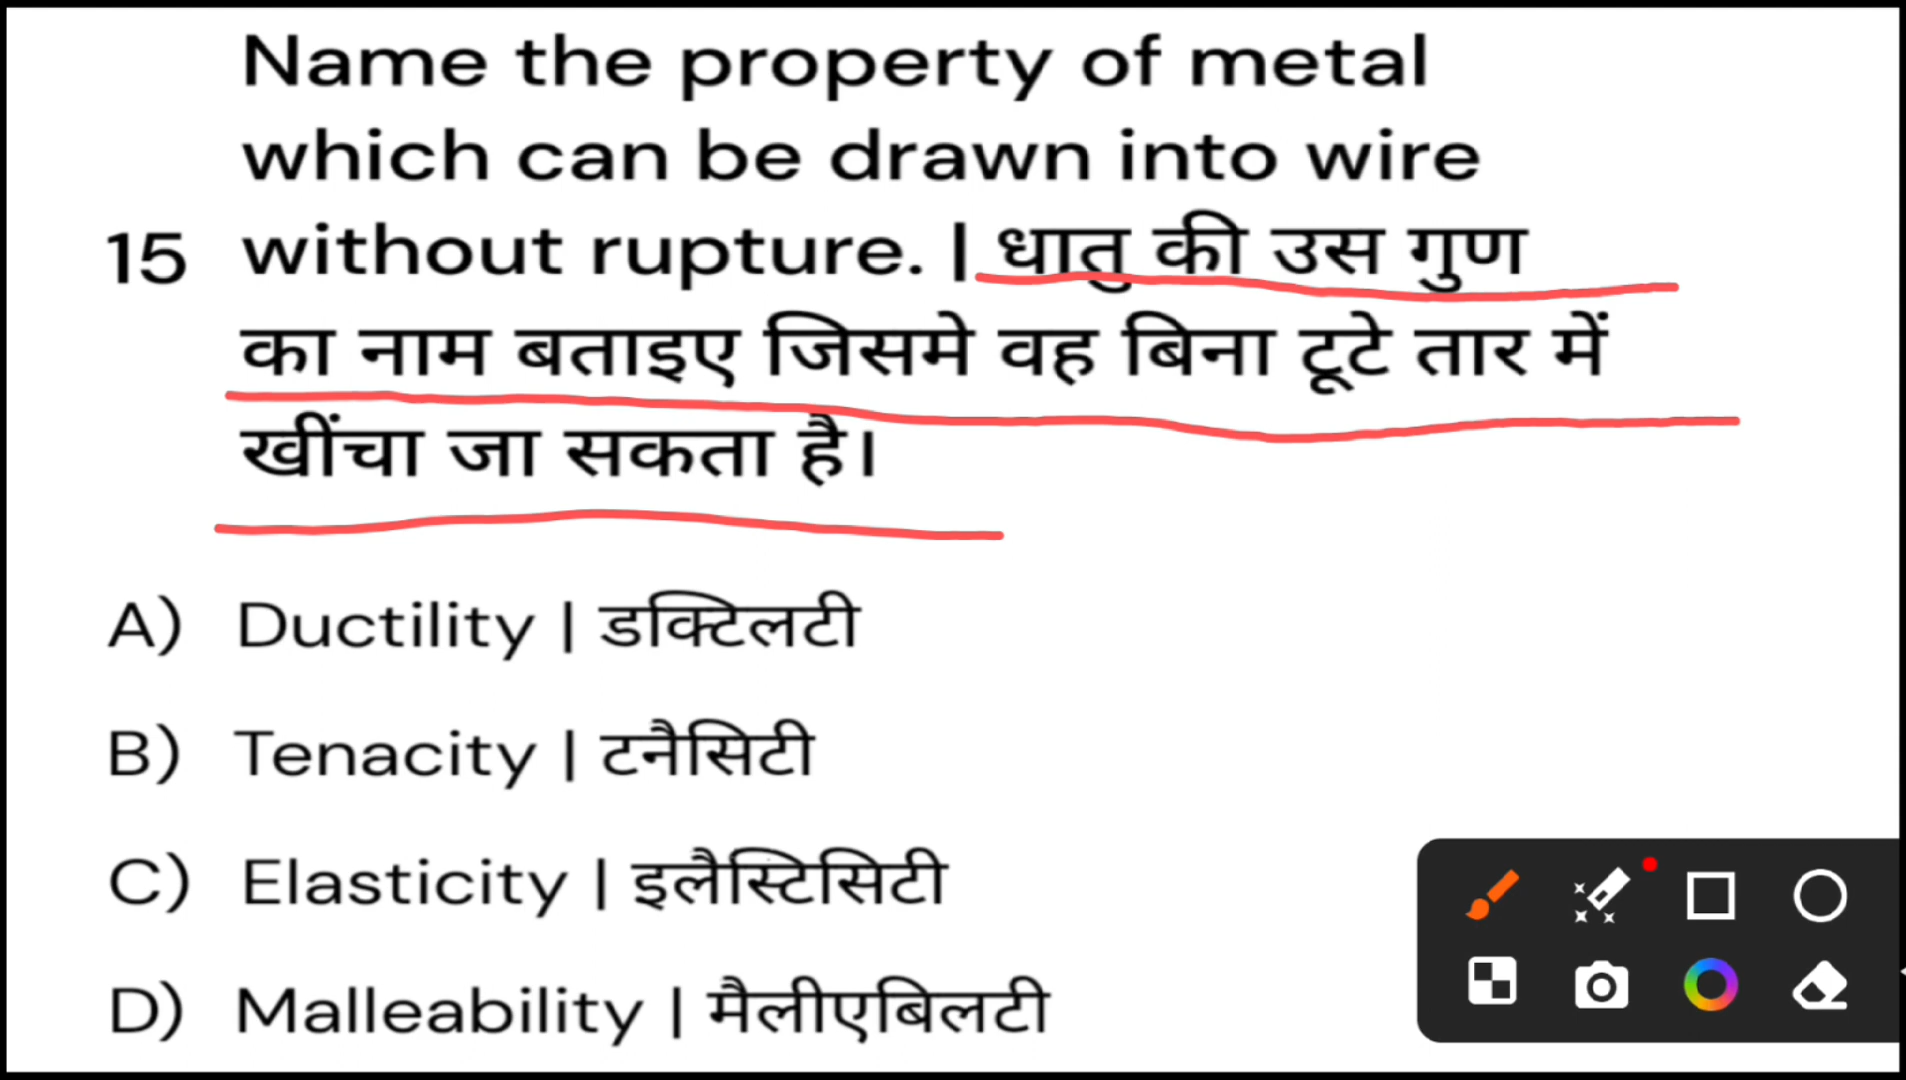 Name the property of metal
which can be drawn into wire
15 without rupture. | धातु की उस गुण
का नाम बताइए जिसमे वह बिना टूटे तार में
खींचा जा सकता है।
A) Ductility | डक्टिलटी
B) Tenacity | टनैसिटी
C) Elasticity | इलैस्टिसिटी
D) Malleability | मैलीएबिलटी